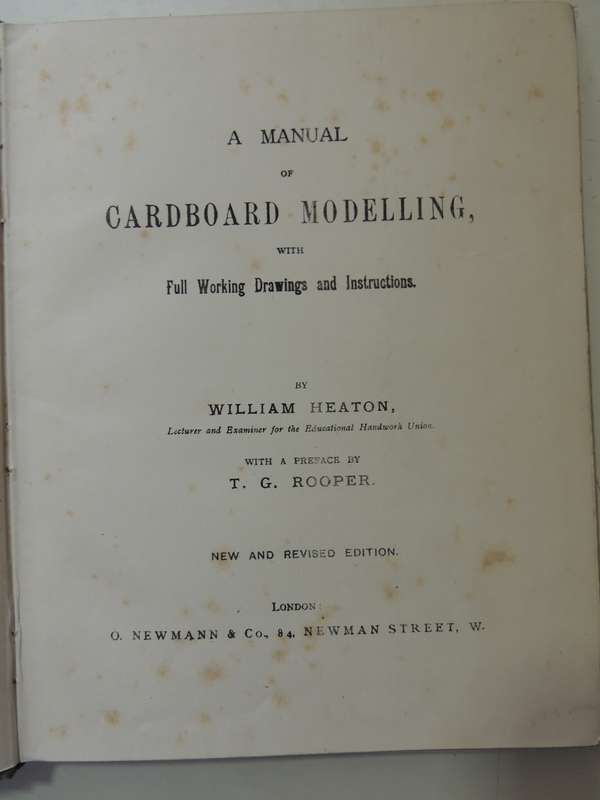 A MANUAL
OF
CARDBOARD MODELLING,
WITH
Full Working Drawings and Instructions.
BY
WILLIAM HEATON,
Lecturer and Examiner for the Educational Handwork Union.
WITH A PREFACE BY
T. G. ROOPER.
NEW AND REVISED EDITION.
LONDON:
O. NEWMANN & Co., 84, NEWMAN STREET, W.